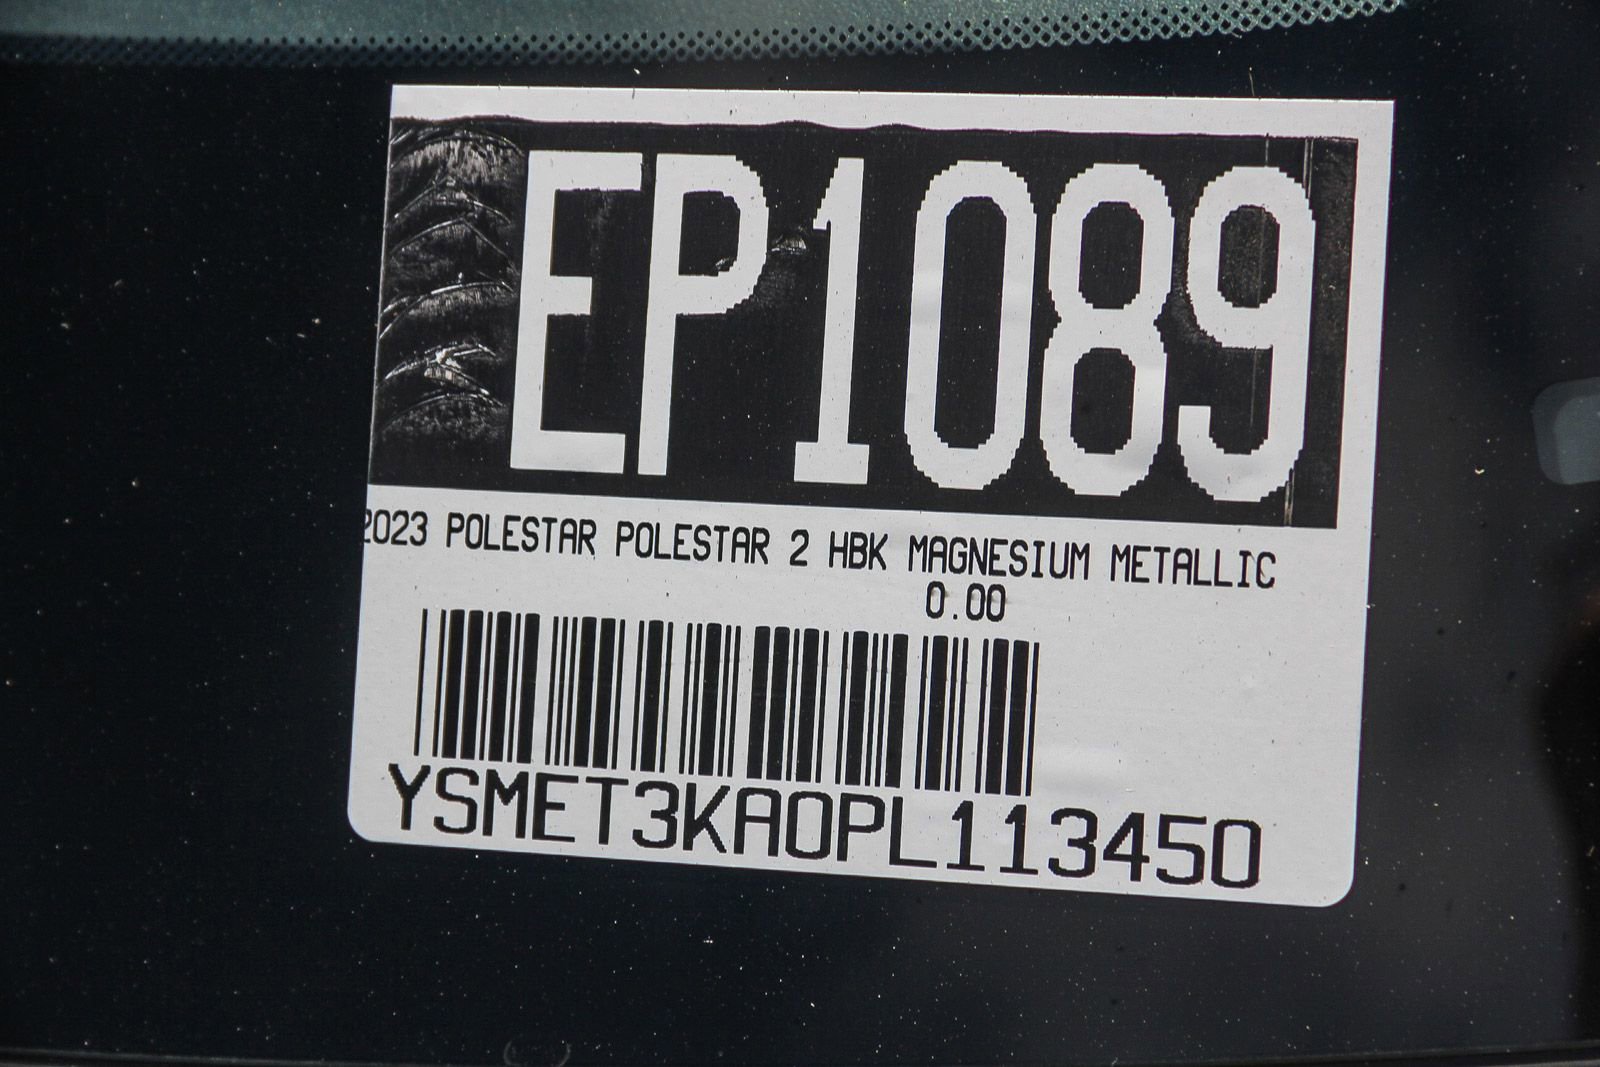 EP1089
2023 POLESTAR POLESTAR 2 HBK MAGNESIUM METALLIC
0.00
YSMET3KA0PL113450